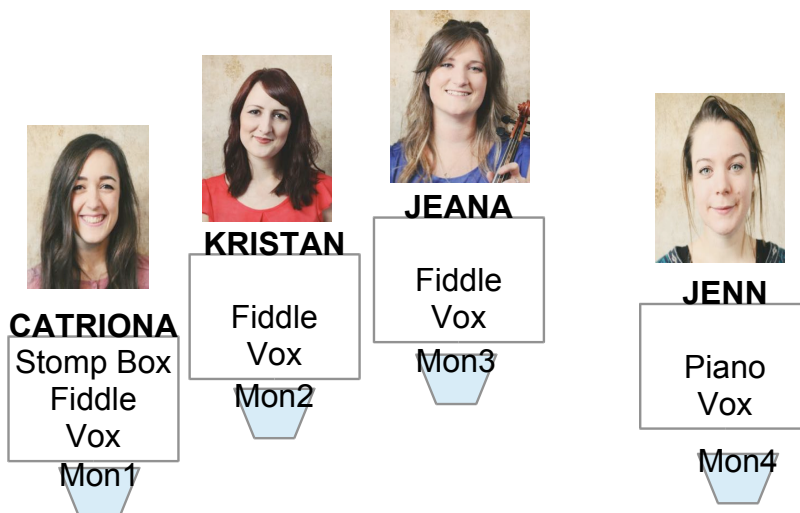 CATRIONA
Stomp Box
Fiddle
Vox
Mon1
KRISTAN
Fiddle
Vox
Mon2
JEANA
Fiddle
Vox
Mon3
JENN
Piano
Vox
Mon4